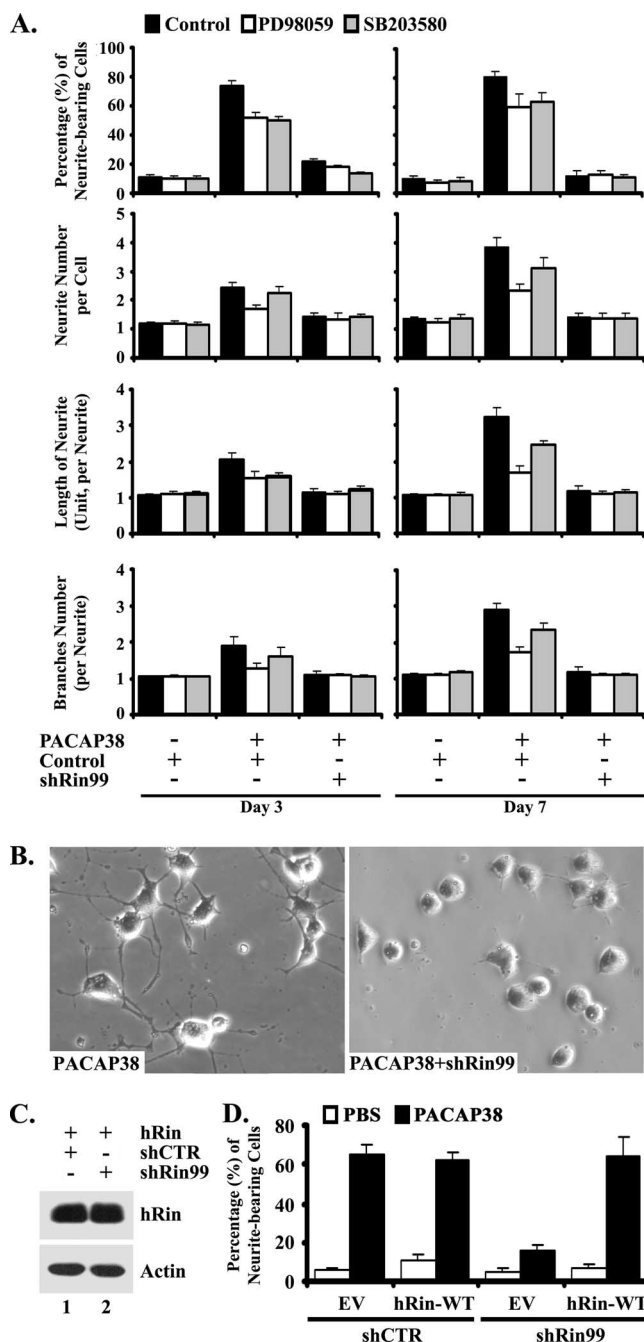 A.
Control PD98059 SB203580
Percentage (%) of
Neurite-bearing Cells
100
80
60
40
20
0
Neurite Number
per Cell
5
4
3
2
1
0
Length of Neurite
(Unit, per Neurite)
4
3
2
1
0
Branches Number
(per Neurite)
4
3
2
1
0
PACAP38 - + + - + +
Control + + - + + -
shRin99 - - + - - +
Day 3 Day 7
B.
PACAP38 PACAP38+shRin99
C.
+ + hRin
+ - shCTR
- + shRin99
hRin
Actin
1 2
D.
PBS PACAP38
Percentage (%) of
Neurite-bearing Cells
80
60
40
20
0
EV hRin-WT EV hRin-WT
shCTR shRin99